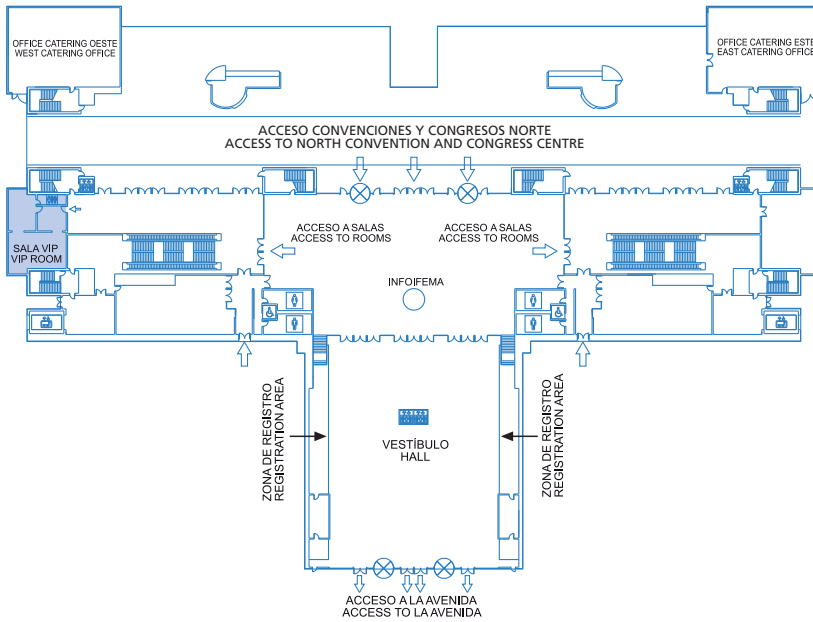 OFFICE CATERING OESTE
WEST CATERING OFFICE
OFFICE CATERING ESTE
EAST CATERING OFFICE
ACCESO CONVENCIONES Y CONGRESOS NORTE
ACCESS TO NORTH CONVENTION AND CONGRESS CENTRE
ACCESO A SALAS
ACCESS TO ROOMS
ACCESO A SALAS
ACCESS TO ROOMS
SALA VÍP
VIP ROOM
INFOIFEMA
ZONA DE REGISTRO
REGISTRATION AREA
VESTÍBULO
HALL
ZONA DE REGISTRO
REGISTRATION AREA
ACCESO A LA AVENIDA
ACCESS TO LA AVENIDA